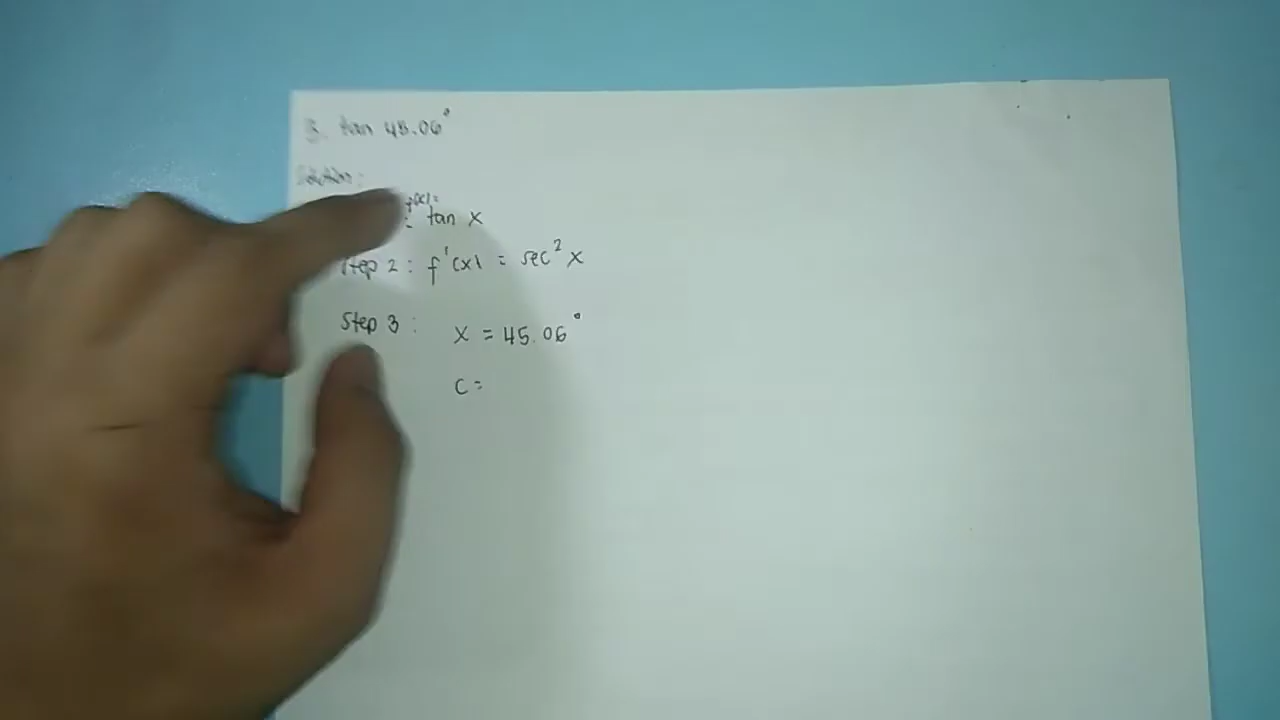 3. tan 45.06°
Solution:
f(x)=
: tan x
Step 2 : f'(x) = sec² x
Step 3 : x = 45.06°
c =